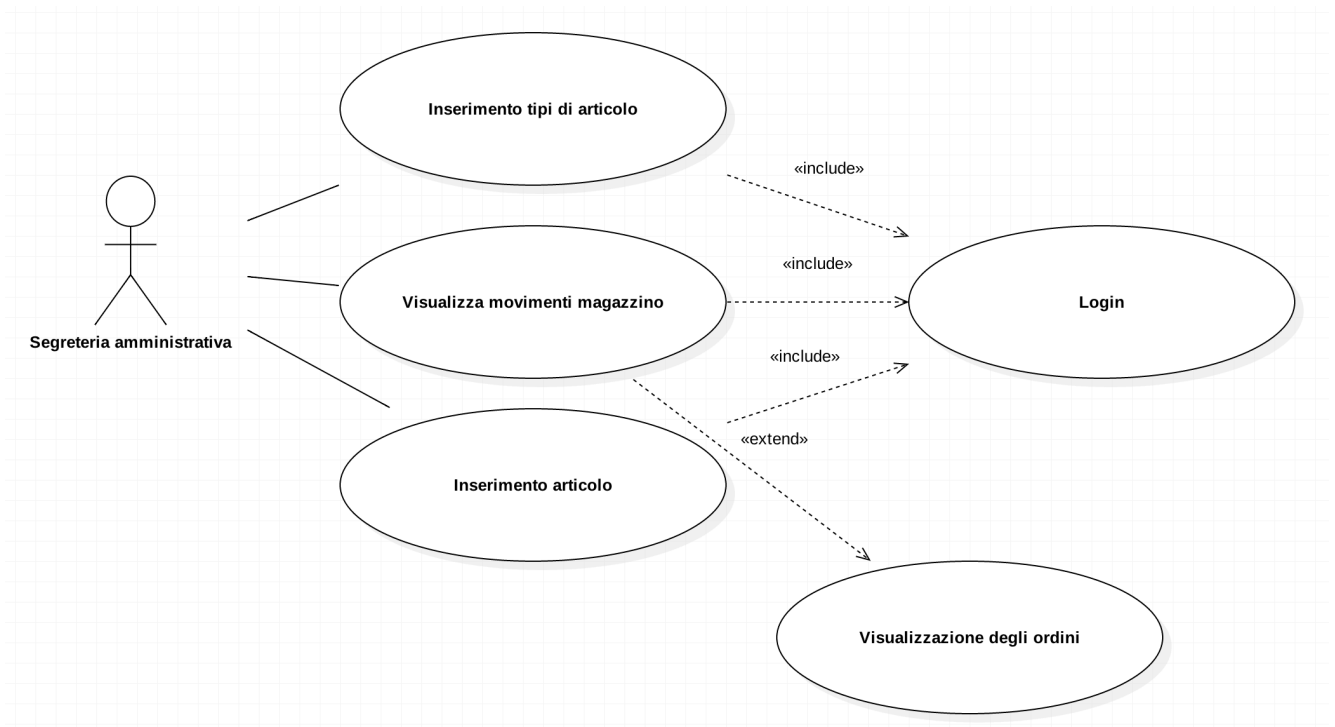 Inserimento tipi di articolo
«include»
«include»
Visualizza movimenti magazzino
Login
Segreteria amministrativa
«include»
«extend»
Inserimento articolo
Visualizzazione degli ordini